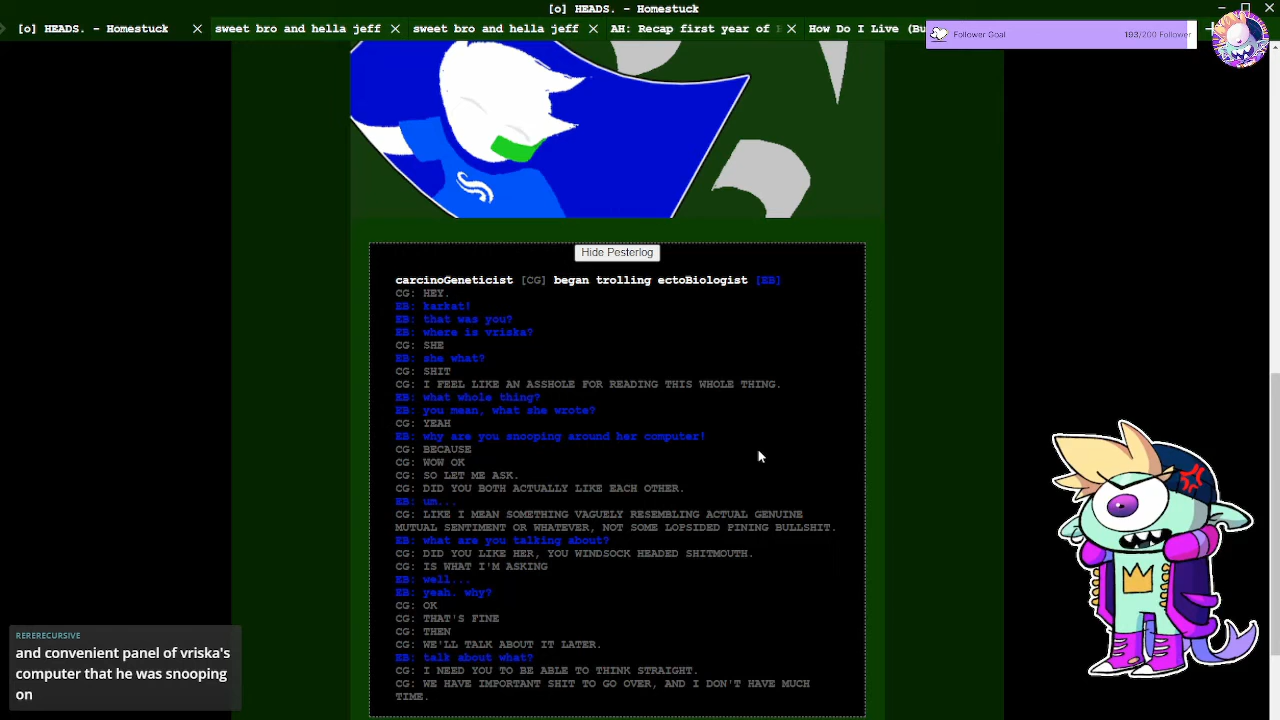 [o] HEADS. - Homestuck
[o] HEADS. - Homestuck
sweet bro and hella jeff
sweet bro and hella jeff
AH: Recap first year of
How Do I Live (Bu
Follower Goal
193/200 Follower
Hide Pesterlog
carcinoGeneticist [CG] began trolling ectoBiologist [EB]
CG: HEY.
EB: karkat!
EB: that was you?
EB: where is vriska?
CG: SHE
EB: she what?
CG: SHIT
CG: I FEEL LIKE AN ASSHOLE FOR READING THIS WHOLE THING.
EB: what whole thing?
EB: you mean, what she wrote?
CG: YEAH
EB: why are you snooping around her computer!
CG: BECAUSE
CG: WOW OK
CG: SO LET ME ASK.
CG: DID YOU BOTH ACTUALLY LIKE EACH OTHER.
EB: um...
CG: LIKE I MEAN SOMETHING VAGUELY RESEMBLING ACTUAL GENUINE
MUTUAL SENTIMENT OR WHATEVER, NOT SOME LOPSIDED PINING BULLSHIT.
EB: what are you talking about?
CG: DID YOU LIKE HER, YOU WINDSOCK HEADED SHITMOUTH.
CG: IS WHAT I'M ASKING
EB: well...
EB: yeah. why?
CG: OK
CG: THAT'S FINE
CG: THEN
CG: WE'LL TALK ABOUT IT LATER.
EB: talk about what?
CG: I NEED YOU TO BE ABLE TO THINK STRAIGHT.
CG: WE HAVE IMPORTANT SHIT TO GO OVER, AND I DON'T HAVE MUCH
TIME.
RERERECURSIVE
and convenient panel of vriska's
computer that he was snooping
on